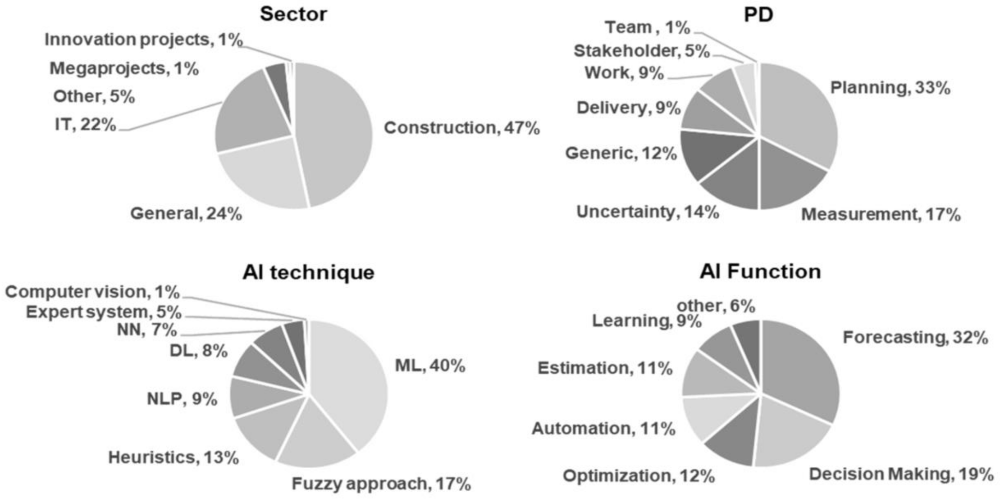 Sector
Innovation projects, 1%
Megaprojects, 1%
Other, 5%
IT, 22%
Construction, 47%
General, 24%
PD
Team , 1%
Stakeholder, 5%
Work, 9%
Planning, 33%
Delivery, 9%
Generic, 12%
Uncertainty, 14%
Measurement, 17%
AI technique
Computer vision, 1%
Expert system, 5%
NN, 7%
DL, 8%
ML, 40%
NLP, 9%
Heuristics, 13%
Fuzzy approach, 17%
AI Function
other, 6%
Learning, 9%
Forecasting, 32%
Estimation, 11%
Automation, 11%
Optimization, 12%
Decision Making, 19%